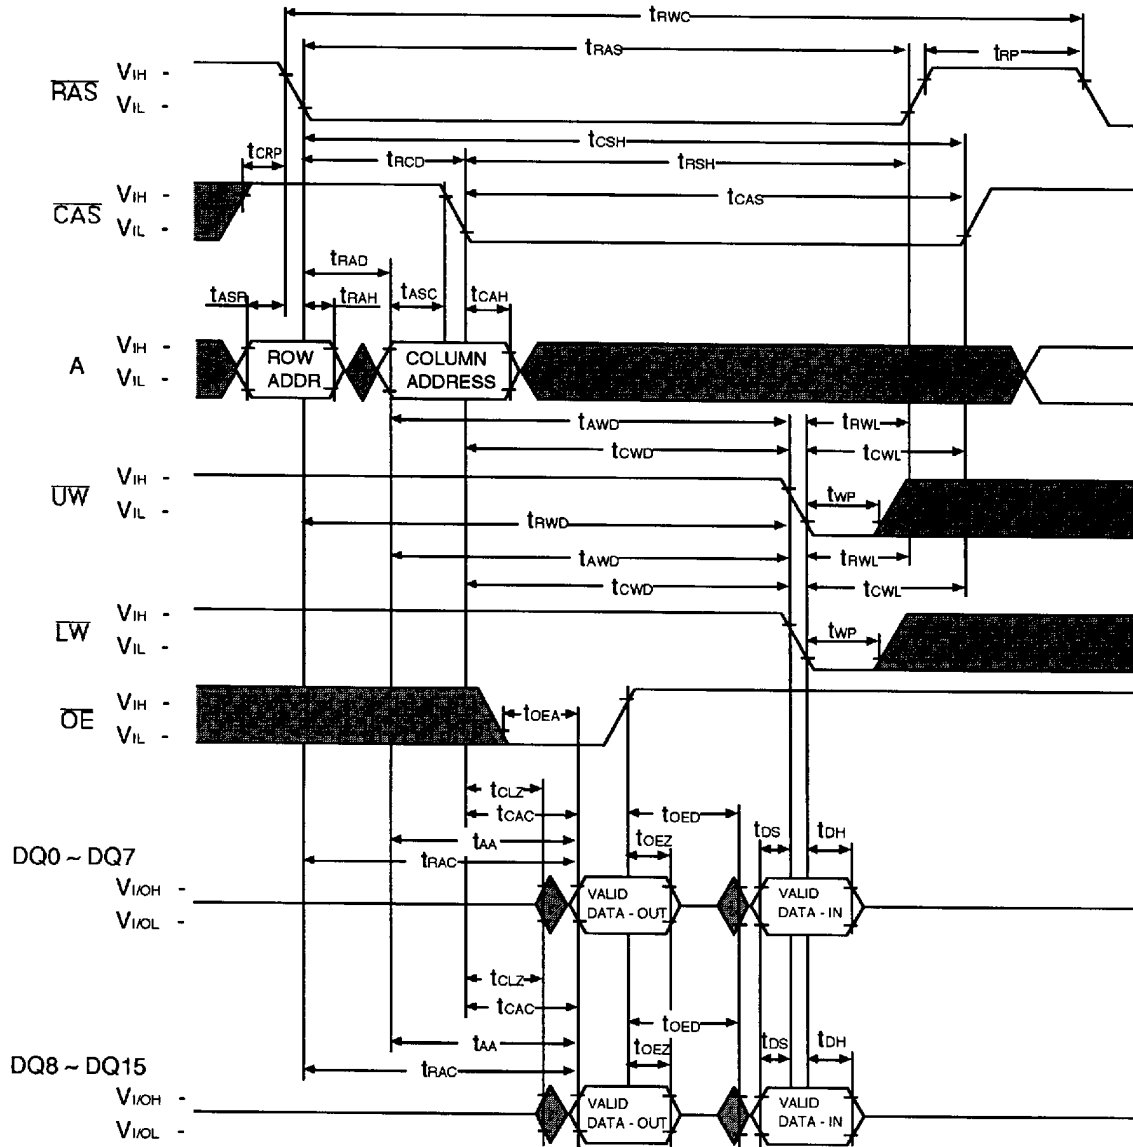 tRWC
tRAS
tRP
RAS
VIH -
VIL -
tCSH
tCRP
tRCD
tRSH
CAS
VIH -
VIL -
tCAS
tRAD
tASR
tRAH
tASC
tCAH
A
VIH -
VIL -
ROW
ADDR
COLUMN
ADDRESS
tAWD
tRWL
tCWD
tCWL
UW
VIH -
VIL -
tWP
tRWD
tAWD
tRWL
tCWD
tCWL
LW
VIH -
VIL -
tWP
OE
VIH -
VIL -
tOEA
tCLZ
tCAC
tOED
tAA
tOEZ
tDS
tDH
DQ0 ~ DQ7
tRAC
VI/OH -
VI/OL -
VALID
DATA - OUT
VALID
DATA - IN
tCLZ
tCAC
tOED
tAA
tOEZ
tDS
tDH
DQ8 ~ DQ15
tRAC
VI/OH -
VI/OL -
VALID
DATA - OUT
VALID
DATA - IN